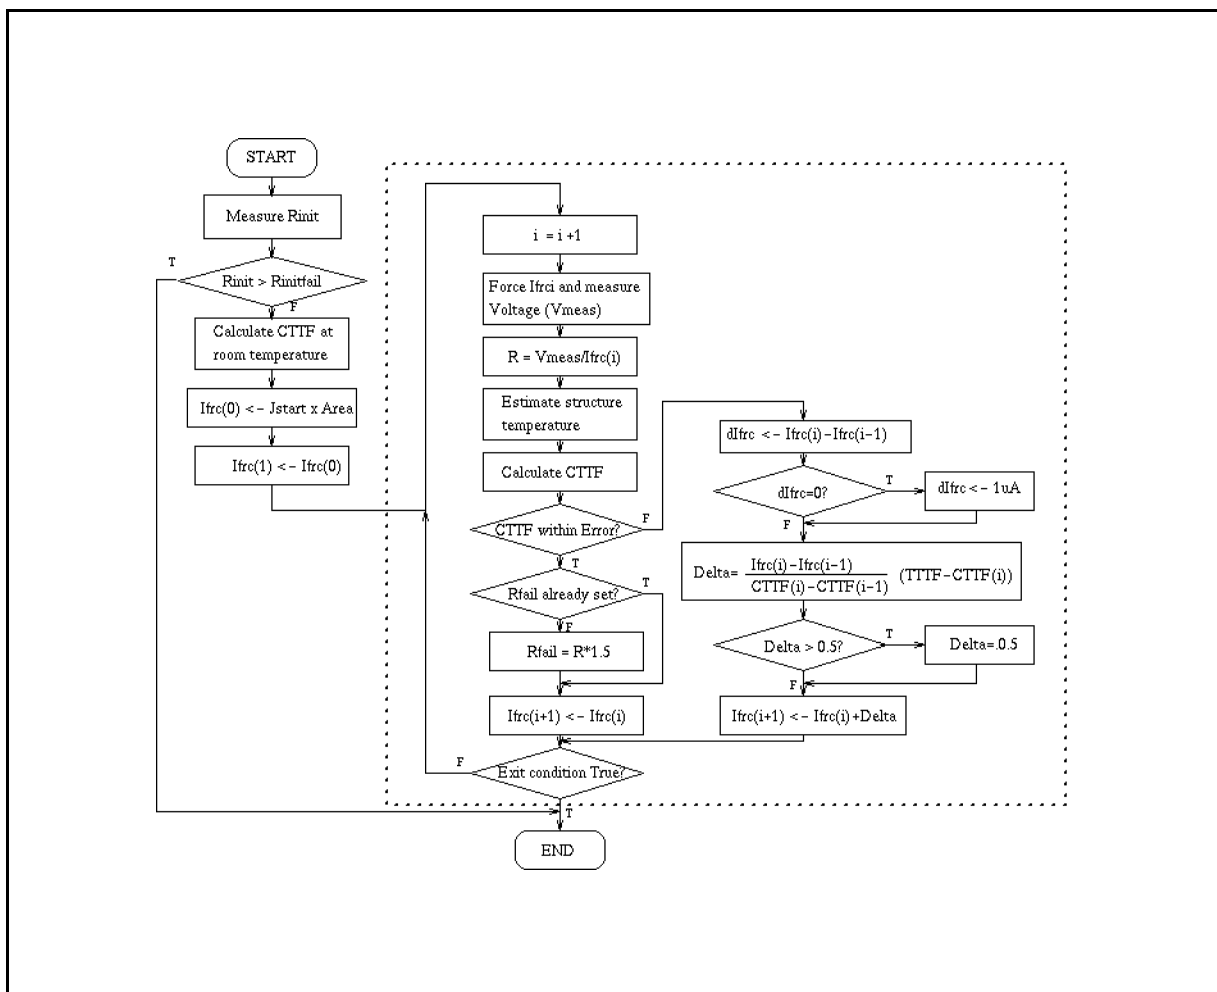 START
Measure Rinit
T
Rinit > Rinitfail
F
Calculate CTTF at
room temperature
Ifrc(0) <- Jstart x Area
Ifrc(1) <- Ifrc(0)
i = i +1
Force Ifrci and measure
Voltage (Vmeas)
R = Vmeas/Ifrc(i)
Estimate structure
temperature
Calculate CTTF
CTTF within Error?
F
T
Rfail already set?
T
F
Rfail = R*1.5
Ifrc(i+1) <- Ifrc(i)
dIfrc <- Ifrc(i)-Ifrc(i-1)
dIfrc=0?
T
dIfrc <- 1uA
F
Delta= Ifrc(i)-Ifrc(i-1) (TTTF-CTTF(i))
CTTF(i)-CTTF(i-1)
Delta > 0.5?
T
Delta=.0.5
F
Ifrc(i+1) <- Ifrc(i)+Delta
F
Exit condition True?
T
END